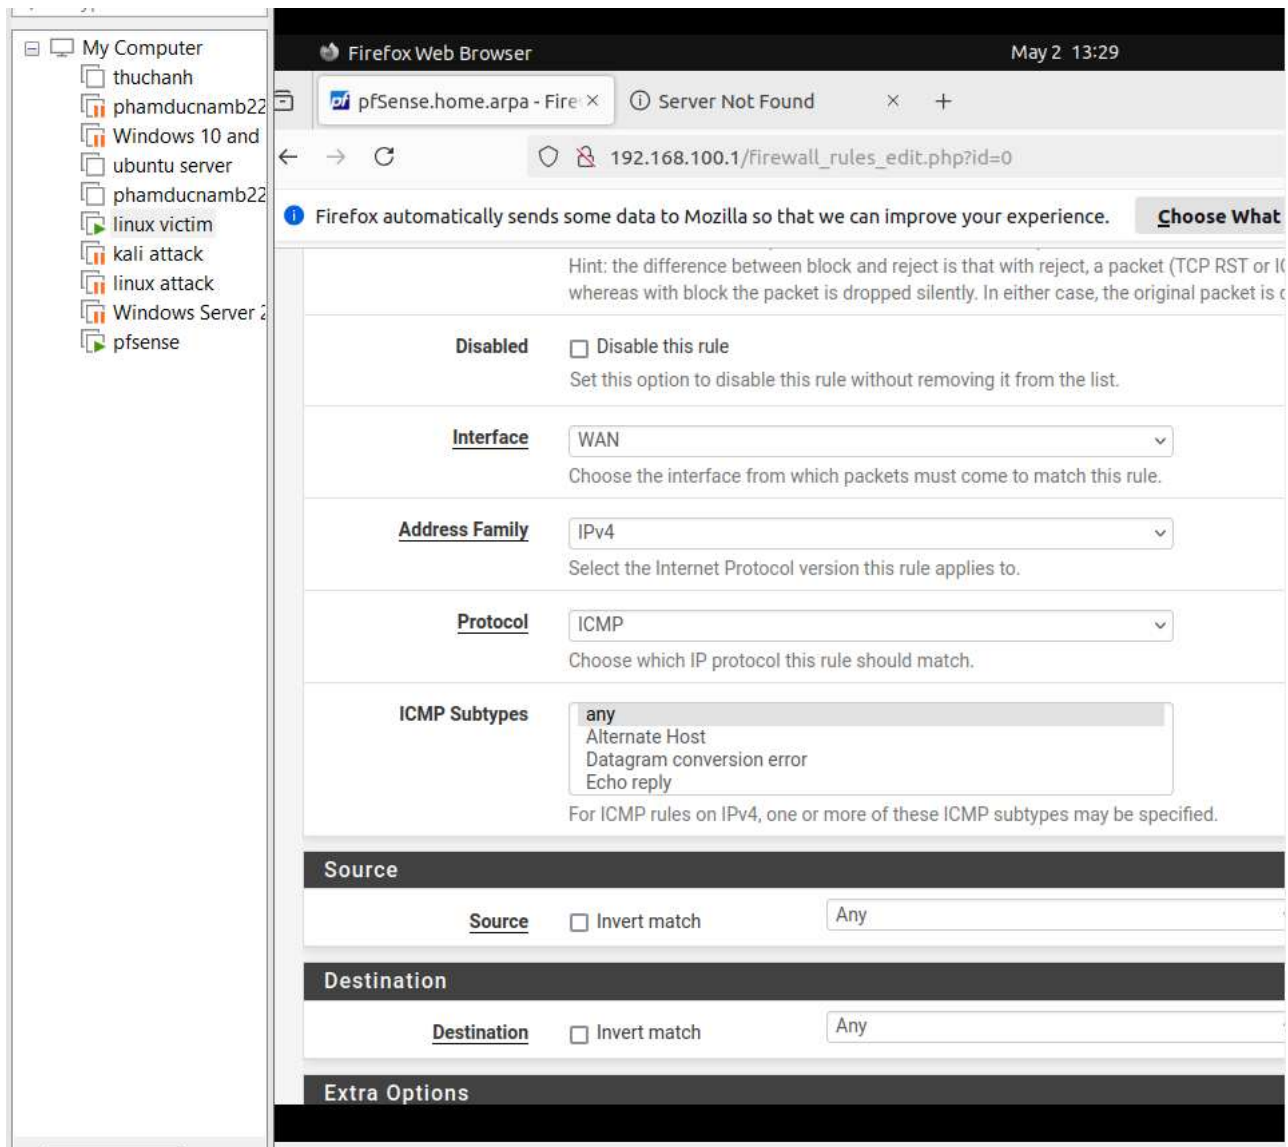 My Computer
thuchanh
phamducnamb22
Windows 10 and
ubuntu server
phamducnamb22
linux victim
kali attack
linux attack
Windows Server 2
pfsense
Firefox Web Browser
May 2 13:29
pfSense.home.arpa - Fire
Server Not Found
192.168.100.1/firewall_rules_edit.php?id=0
Firefox automatically sends some data to Mozilla so that we can improve your experience.
Choose What
Hint: the difference between block and reject is that with reject, a packet (TCP RST or IC
whereas with block the packet is dropped silently. In either case, the original packet is d
Disabled
Disable this rule
Set this option to disable this rule without removing it from the list.
Interface
WAN
Choose the interface from which packets must come to match this rule.
Address Family
IPv4
Select the Internet Protocol version this rule applies to.
Protocol
ICMP
Choose which IP protocol this rule should match.
ICMP Subtypes
any
Alternate Host
Datagram conversion error
Echo reply
For ICMP rules on IPv4, one or more of these ICMP subtypes may be specified.
Source
Source
Invert match
Any
Destination
Destination
Invert match
Any
Extra Options